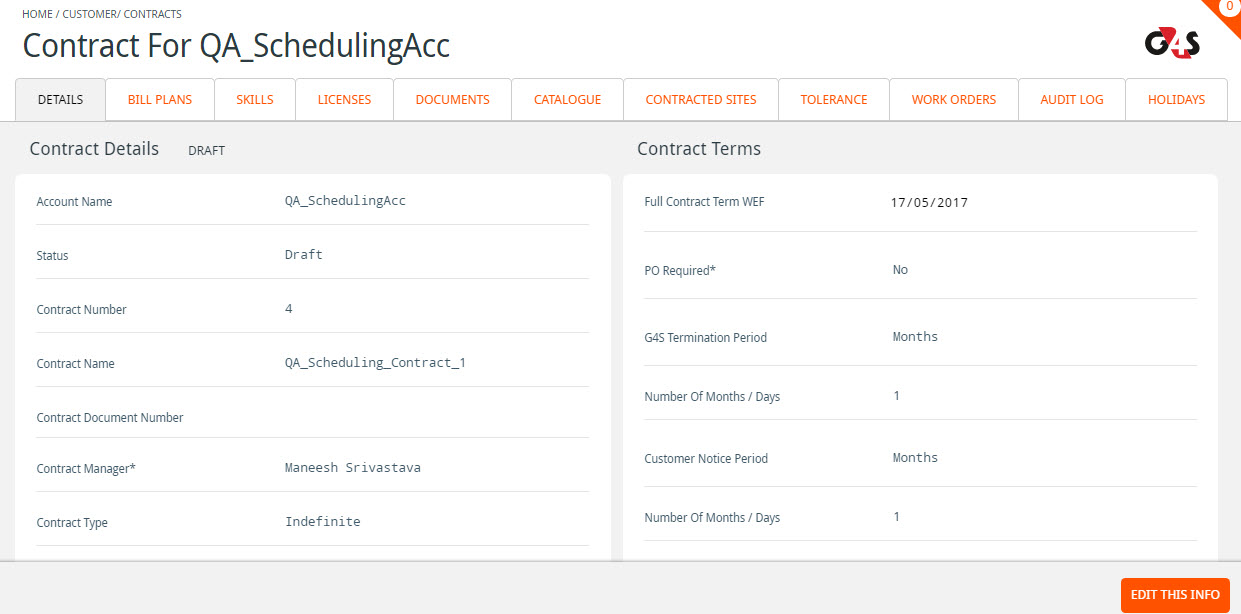 HOME / CUSTOMER/ CONTRACTS
0
Contract For QA_SchedulingAcc
G4S
DETAILS BILL PLANS SKILLS LICENSES DOCUMENTS CATALOGUE CONTRACTED SITES TOLERANCE WORK ORDERS AUDIT LOG HOLIDAYS
Contract Details DRAFT
Account Name QA_SchedulingAcc
Status Draft
Contract Number 4
Contract Name QA_Scheduling_Contract_1
Contract Document Number
Contract Manager* Maneesh Srivastava
Contract Type Indefinite
Contract Terms
Full Contract Term WEF 17/05/2017
PO Required* No
G4S Termination Period Months
Number Of Months / Days 1
Customer Notice Period Months
Number Of Months / Days 1
EDIT THIS INFO